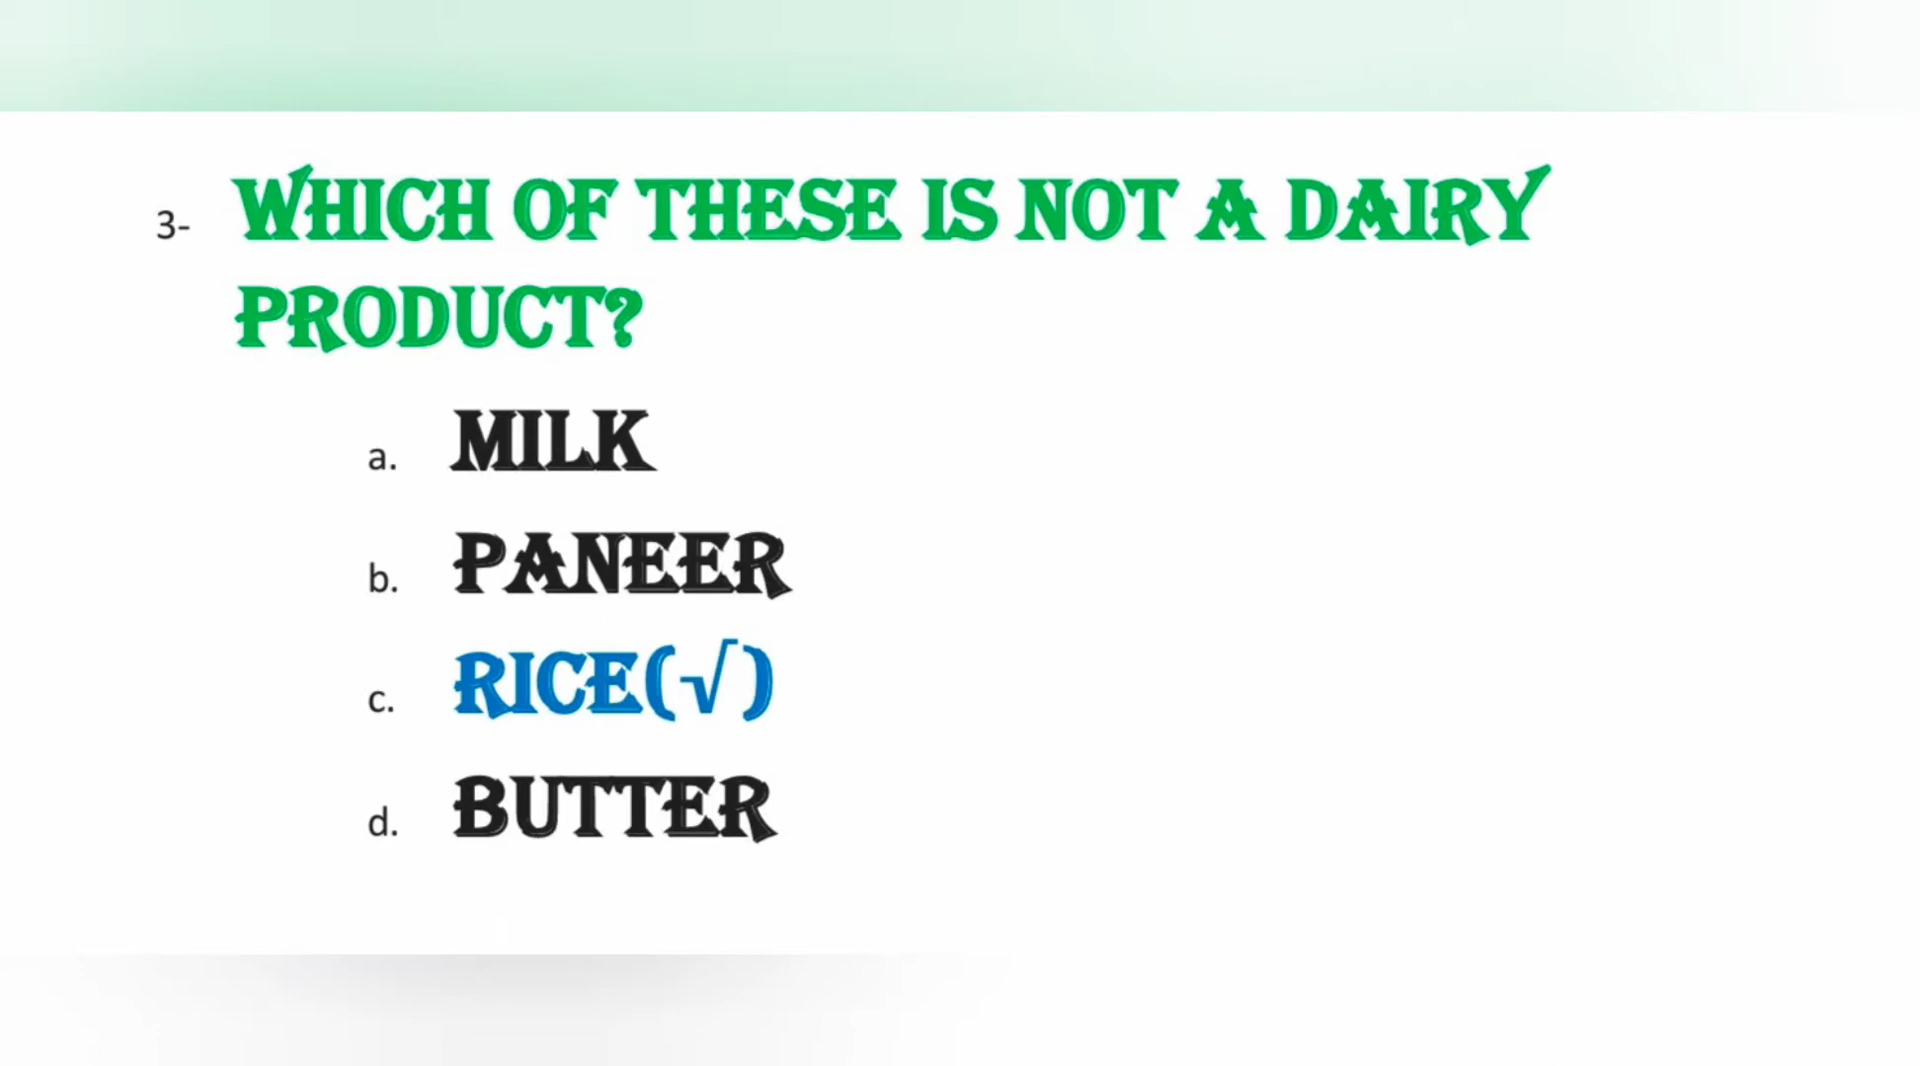 3- WHICH OF THESE IS NOT A DAIRY
PRODUCT?
a. MILK
b. PANEER
c. RICE(√)
d. BUTTER